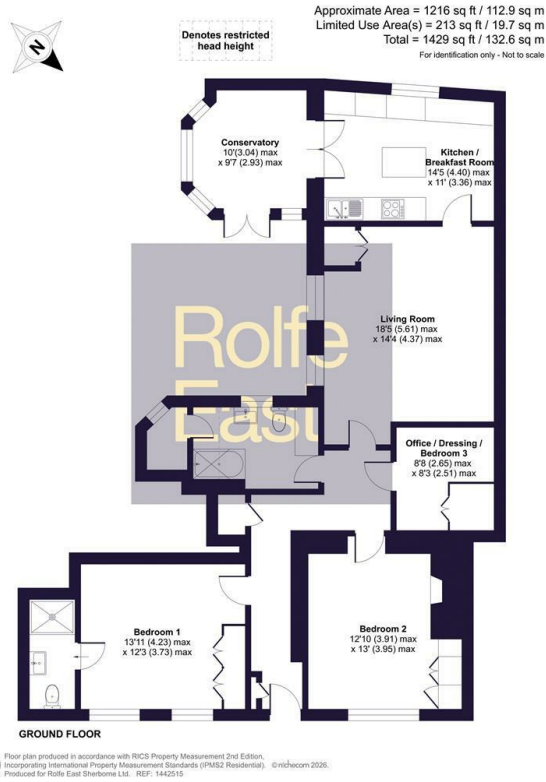 Approximate Area = 1216 sq ft / 112.9 sq m
Limited Use Area(s) = 213 sq ft / 19.7 sq m
Total = 1429 sq ft / 132.6 sq m
For identification only - Not to scale
N
Denotes restricted
head height
Conservatory
10'(3.04) max
x 9'7 (2.93) max
Kitchen /
Breakfast Room
14'5 (4.40) max
x 11' (3.36) max
Living Room
18'5 (5.61) max
x 14'4 (4.37) max
Rolfe
East
Office / Dressing /
Bedroom 3
8'8 (2.65) max
x 8'3 (2.51) max
Bedroom 1
13'11 (4.23) max
x 12'3 (3.73) max
Bedroom 2
12'10 (3.91) max
x 13' (3.95) max
GROUND FLOOR
Floor plan produced in accordance with RICS Property Measurement 2nd Edition,
Incorporating International Property Measurement Standards (IPMS2 Residential). © nichecom 2026.
Produced for Rolfe East Sherborne Ltd. REF: 1442515